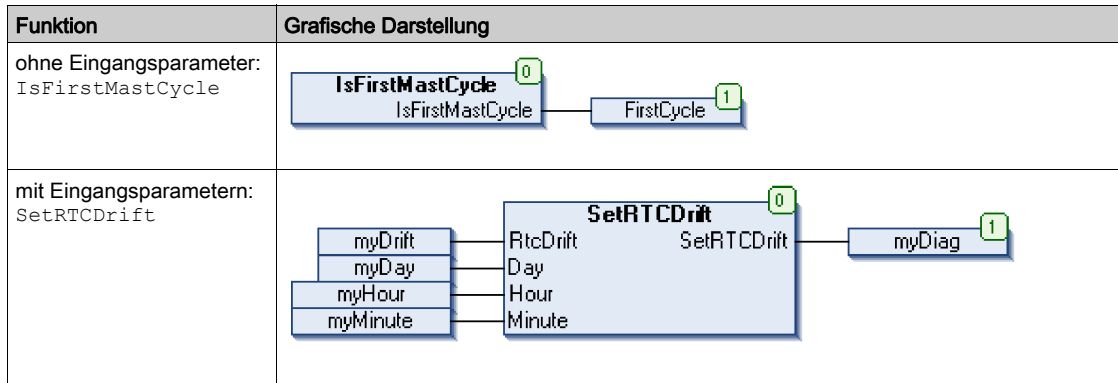 Funktion
Grafische Darstellung
ohne Eingangsparameter:
IsFirstMastCycle
0
IsFirstMastCycle
IsFirstMastCycle
FirstCycle
1
mit Eingangsparametern:
SetRTCDrift
0
SetRTCDrift
myDrift
RtcDrift
SetRTCDrift
myDiag
1
myDay
Day
myHour
Hour
myMinute
Minute